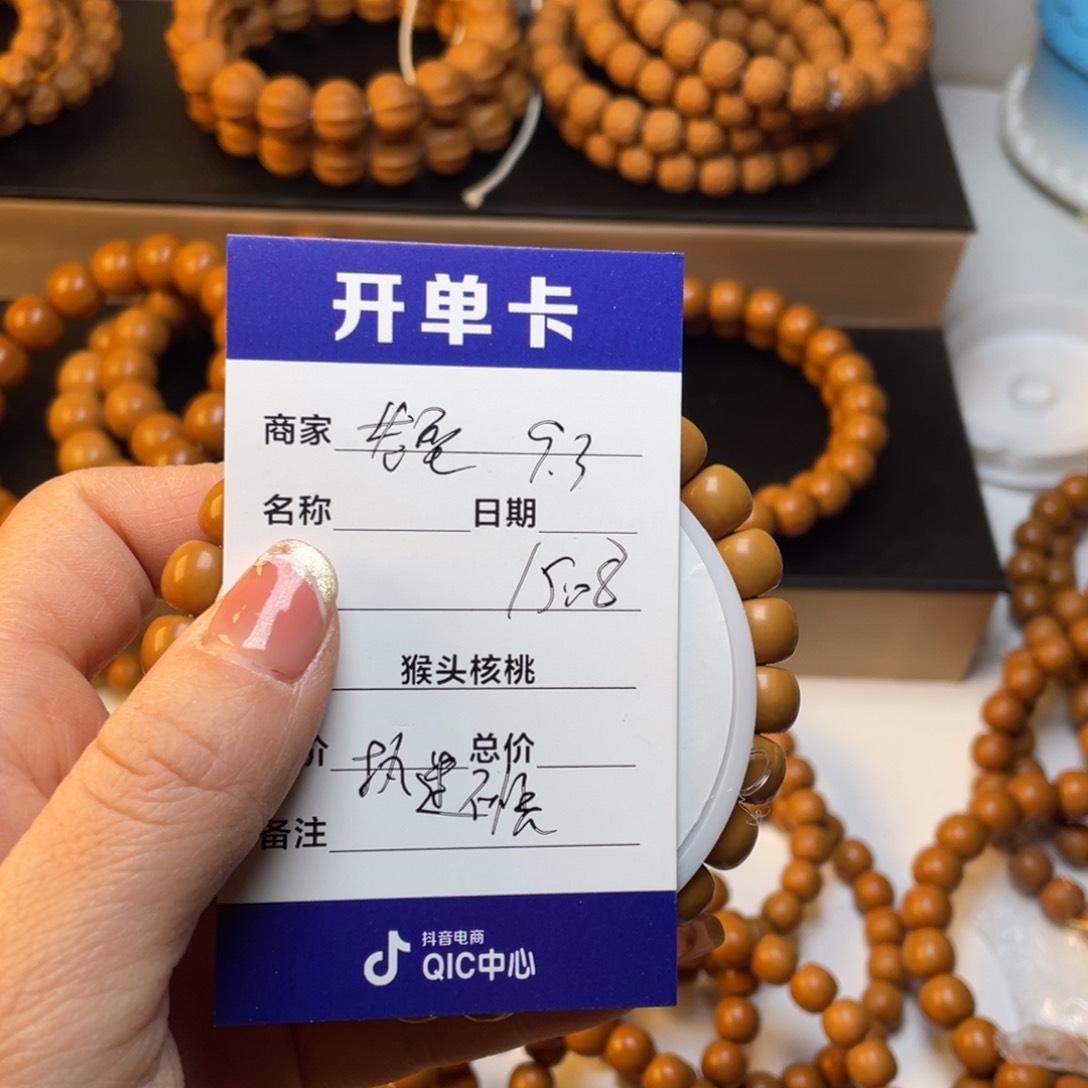 开单卡
商家 9.3
名称 日期
1508
猴头核桃
价 总价
备注
抖音电商
QIC中心